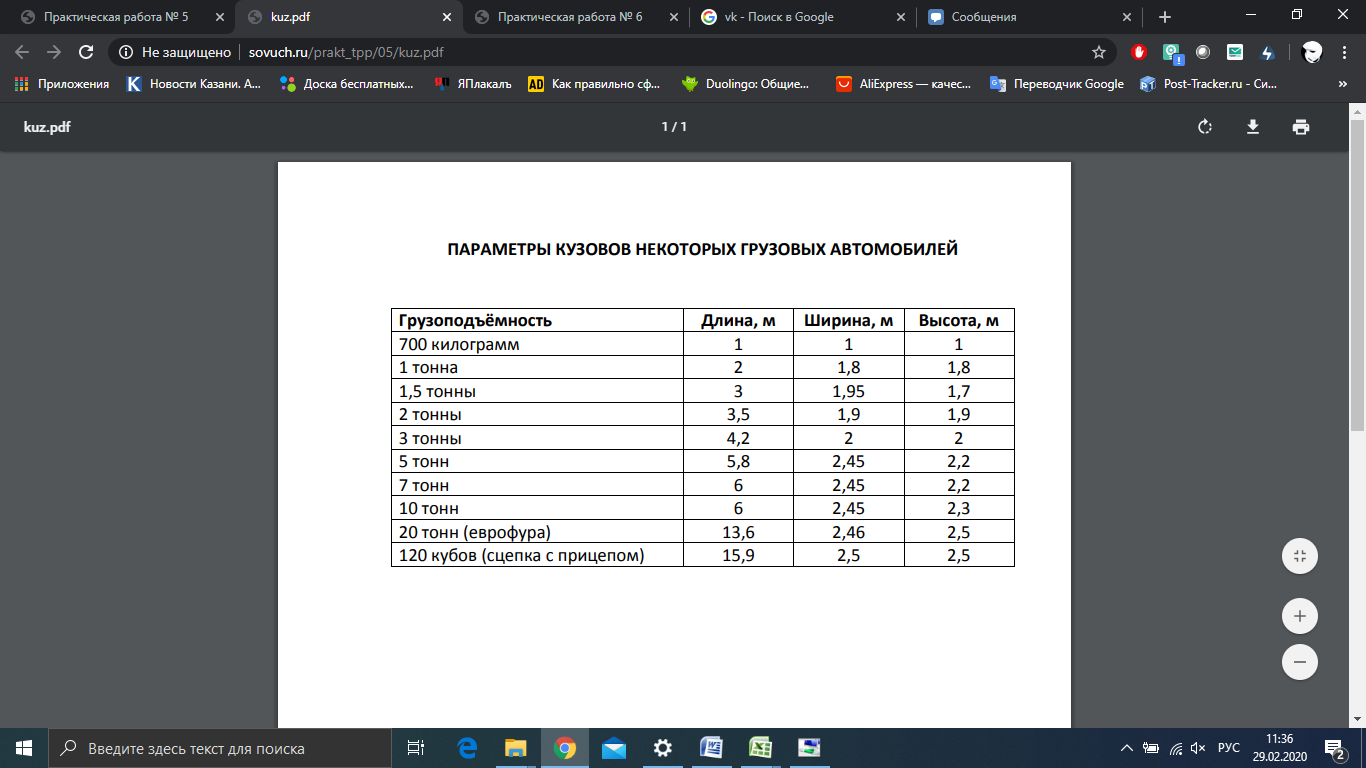 Практическая работа № 5
kuz.pdf
Практическая работа № 6
vk - Поиск в Google
Сообщения
Не защищено | sovuch.ru/prakt_tpp/05/kuz.pdf
Приложения
Новости Казани. А...
Доска бесплатных...
ЯПлакалъ
AD Как правильно сф...
Duolingo: Общие...
AliExpress — качес...
Переводчик Google
Post-Tracker.ru - Си...
»
kuz.pdf 1 / 1
ПАРАМЕТРЫ КУЗОВОВ НЕКОТОРЫХ ГРУЗОВЫХ АВТОМОБИЛЕЙ
Грузоподъёмность Длина, м Ширина, м Высота, м
700 килограмм 1 1 1
1 тонна 2 1,8 1,8
1,5 тонны 3 1,95 1,7
2 тонны 3,5 1,9 1,9
3 тонны 4,2 2 2
5 тонн 5,8 2,45 2,2
7 тонн 6 2,45 2,2
10 тонн 6 2,45 2,3
20 тонн (еврофура) 13,6 2,46 2,5
120 кубов (сцепка с прицепом) 15,9 2,5 2,5
Введите здесь текст для поиска
РУС
11:36
29.02.2020
2